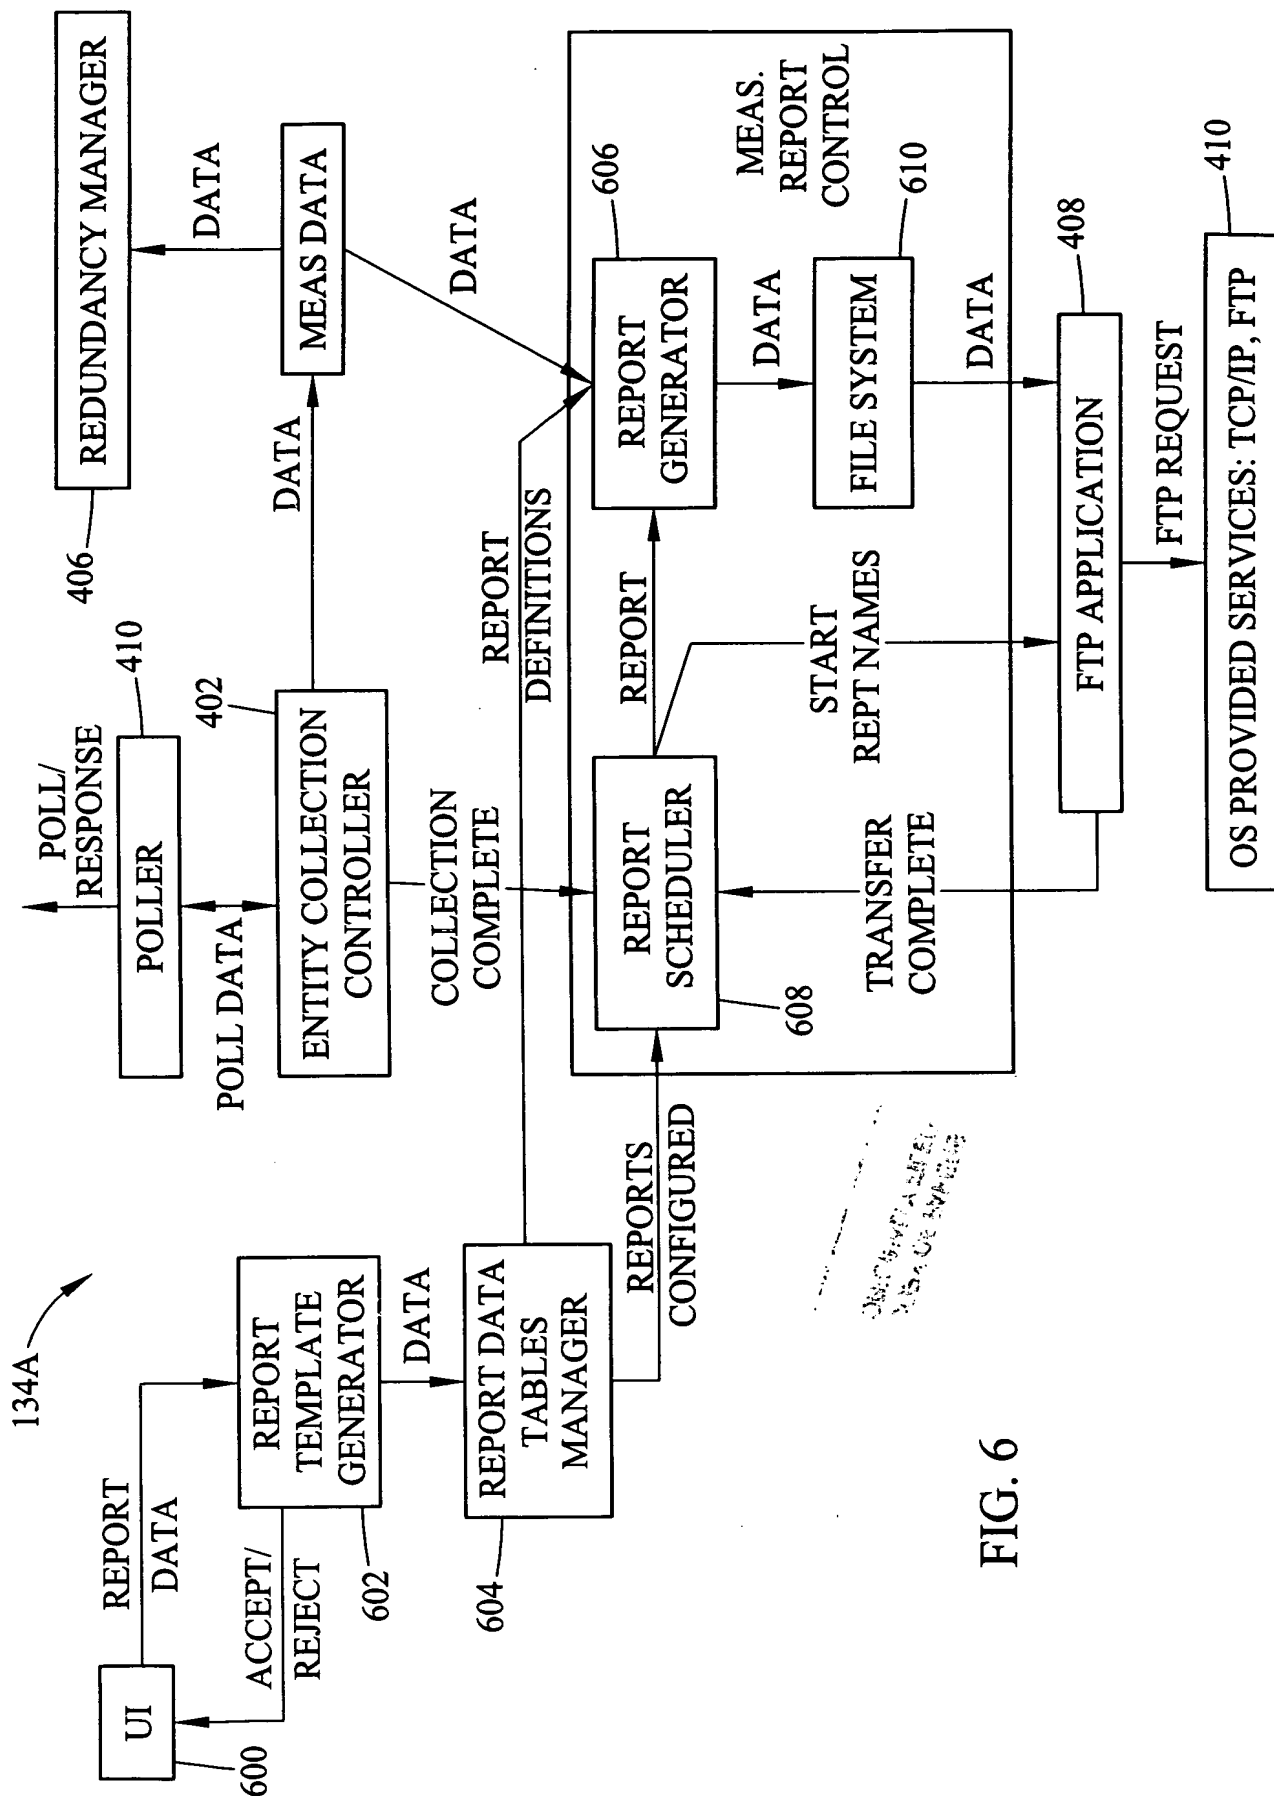 134A
UI
600
REPORT
DATA
ACCEPT/
REJECT
REPORT
TEMPLATE
GENERATOR
602
DATA
REPORT DATA
TABLES
MANAGER
604
REPORTS
CONFIGURED
REPORT
DEFINITIONS
POLL/
RESPONSE
POLLER
410
POLL DATA
ENTITY COLLECTION
CONTROLLER
402
COLLECTION
COMPLETE
DATA
MEAS DATA
DATA
REDUNDANCY MANAGER
406
DATA
MEAS.
REPORT
CONTROL
REPORT
SCHEDULER
608
REPORT
REPORT
GENERATOR
606
DATA
FILE SYSTEM
610
DATA
START
REPT NAMES
TRANSFER
COMPLETE
FTP APPLICATION
408
FTP REQUEST
OS PROVIDED SERVICES: TCP/IP, FTP
410
FIG. 6